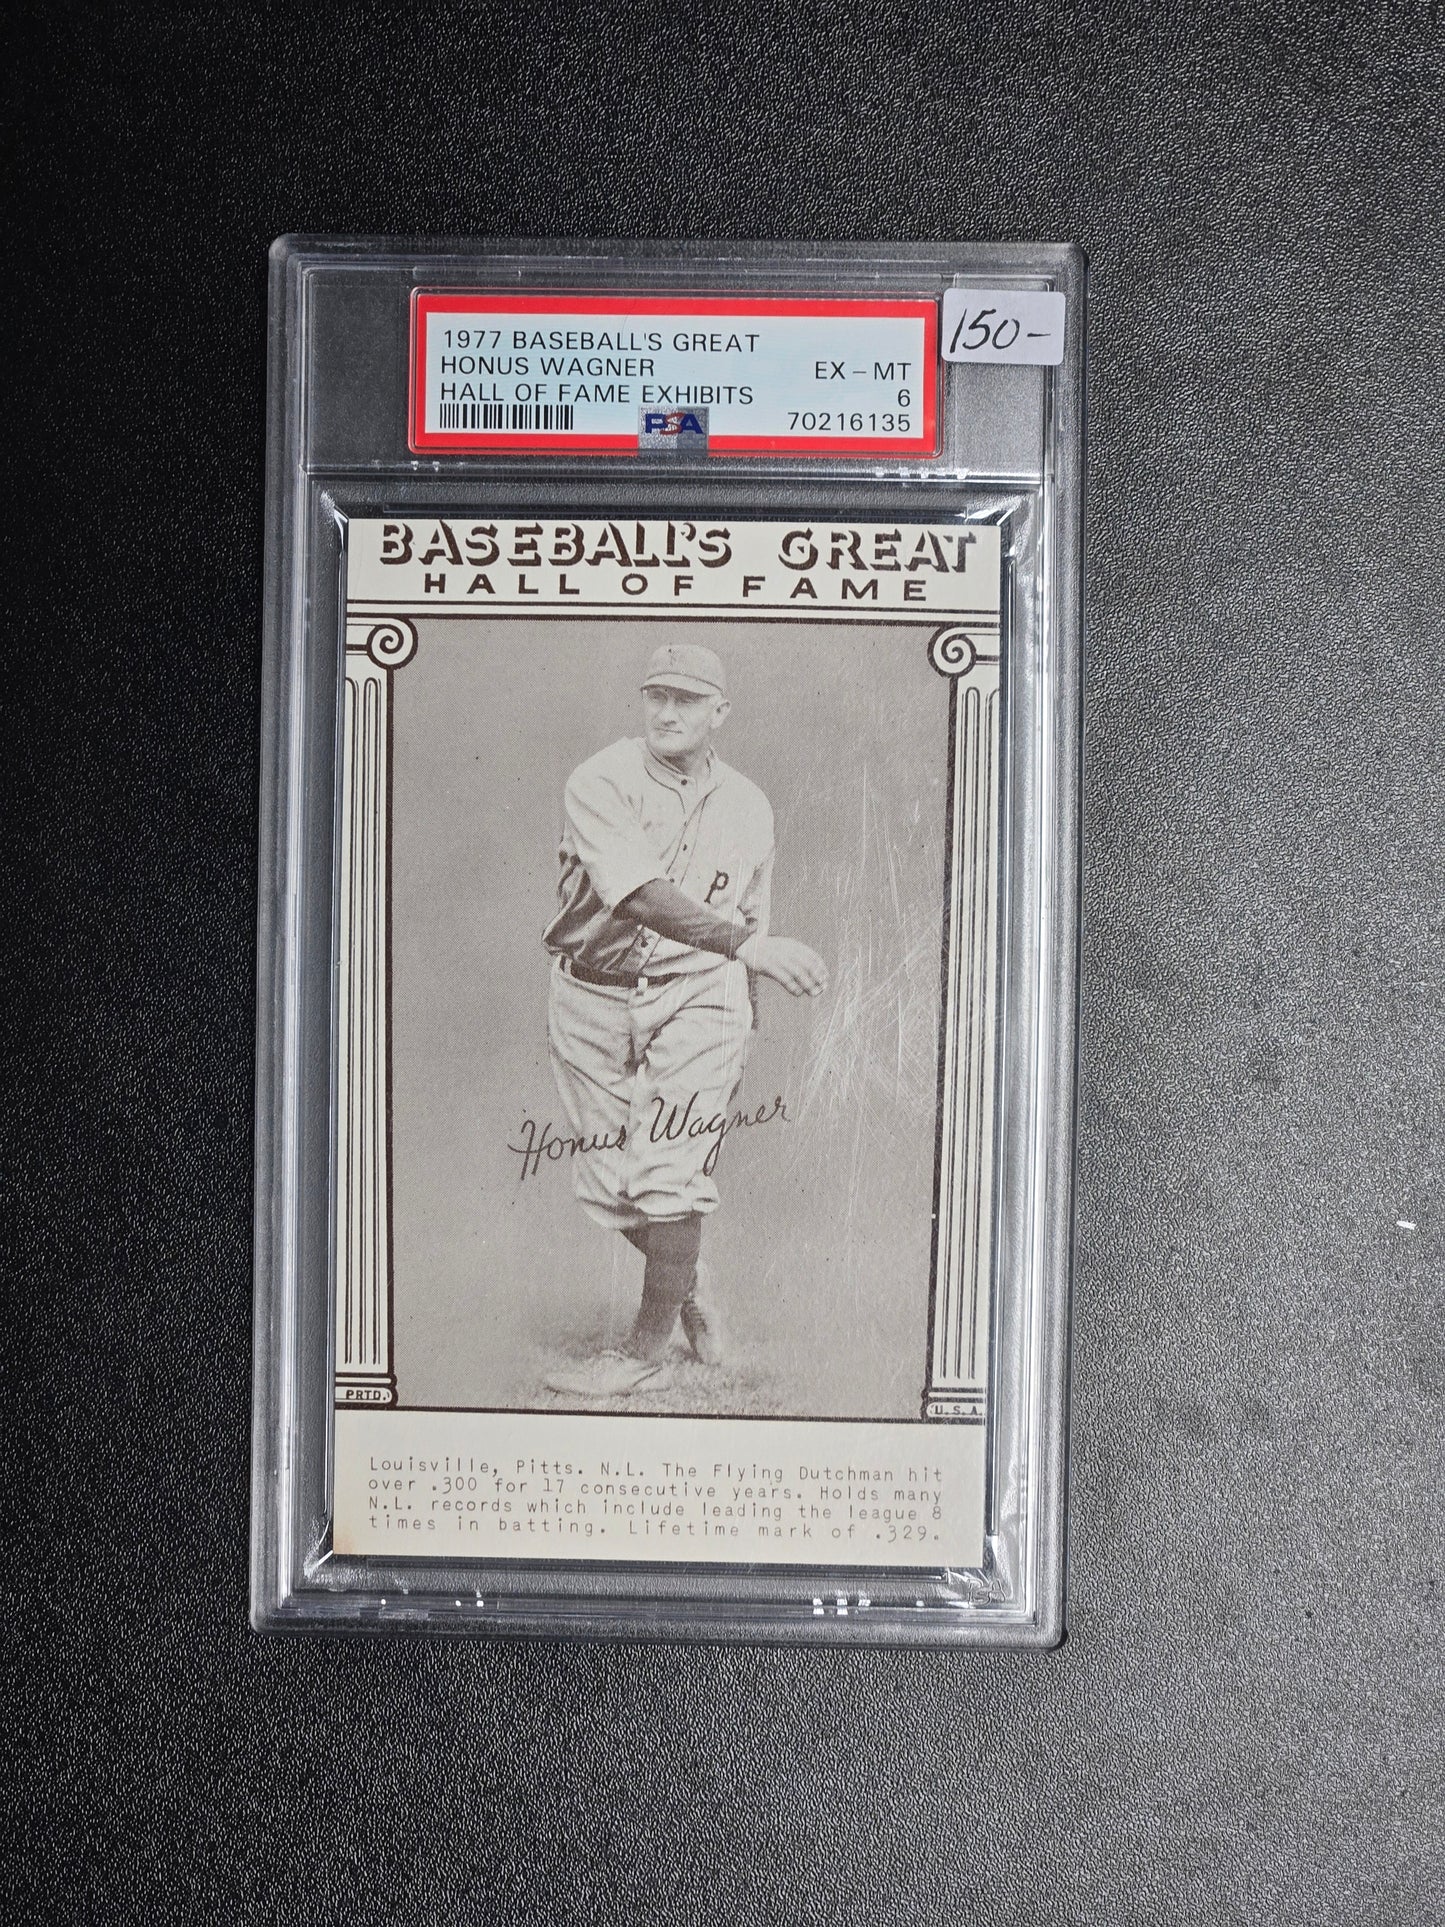 1977 BASEBALL'S GREAT
HONUS WAGNER EX - MT
HALL OF FAME EXHIBITS 6
PSA 70216135
150-
BASEBALL'S GREAT
HALL OF FAME
P
Honus Wagner
PRTD. U.S.A.
Louisville, Pitts. N.L. The Flying Dutchman hit
over .300 for 17 consecutive years. Holds many
N.L. records which include leading the league 8
times in batting. Lifetime mark of .329.